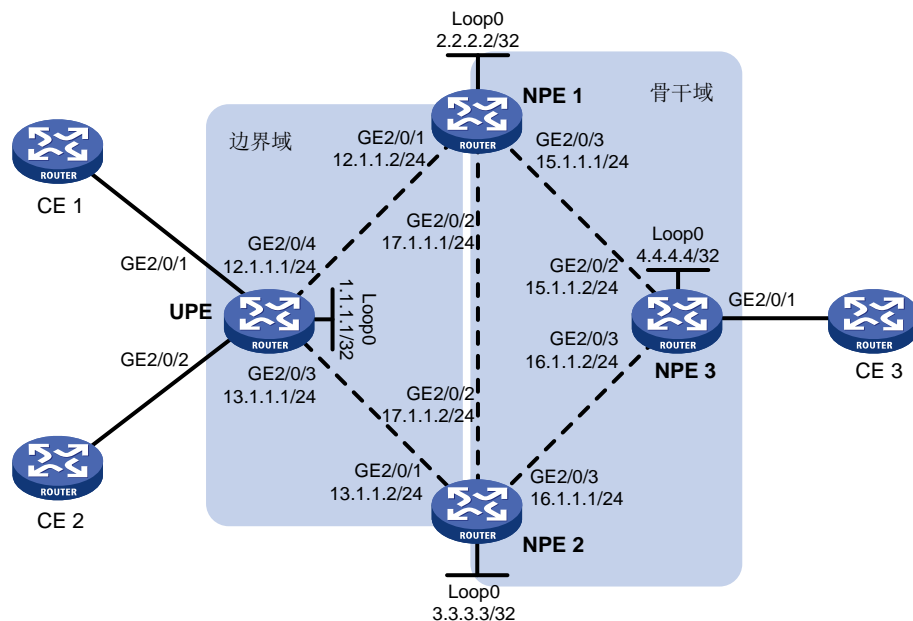 Loop0
2.2.2.2/32
NPE 1
骨干域
边界域
GE2/0/1
12.1.1.2/24
ROUTER
GE2/0/3
15.1.1.1/24
ROUTER
CE 1
GE2/0/2
17.1.1.1/24
GE2/0/4
12.1.1.1/24
GE2/0/1
Loop0
4.4.4.4/32
GE2/0/2
15.1.1.2/24
GE2/0/1
UPE
Loop0
1.1.1.1/32
ROUTER
ROUTER
ROUTER
GE2/0/2
GE2/0/3
16.1.1.2/24
NPE 3
CE 3
GE2/0/3
13.1.1.1/24
GE2/0/2
17.1.1.2/24
GE2/0/1
13.1.1.2/24
GE2/0/3
16.1.1.1/24
ROUTER
CE 2
ROUTER
NPE 2
Loop0
3.3.3.3/32